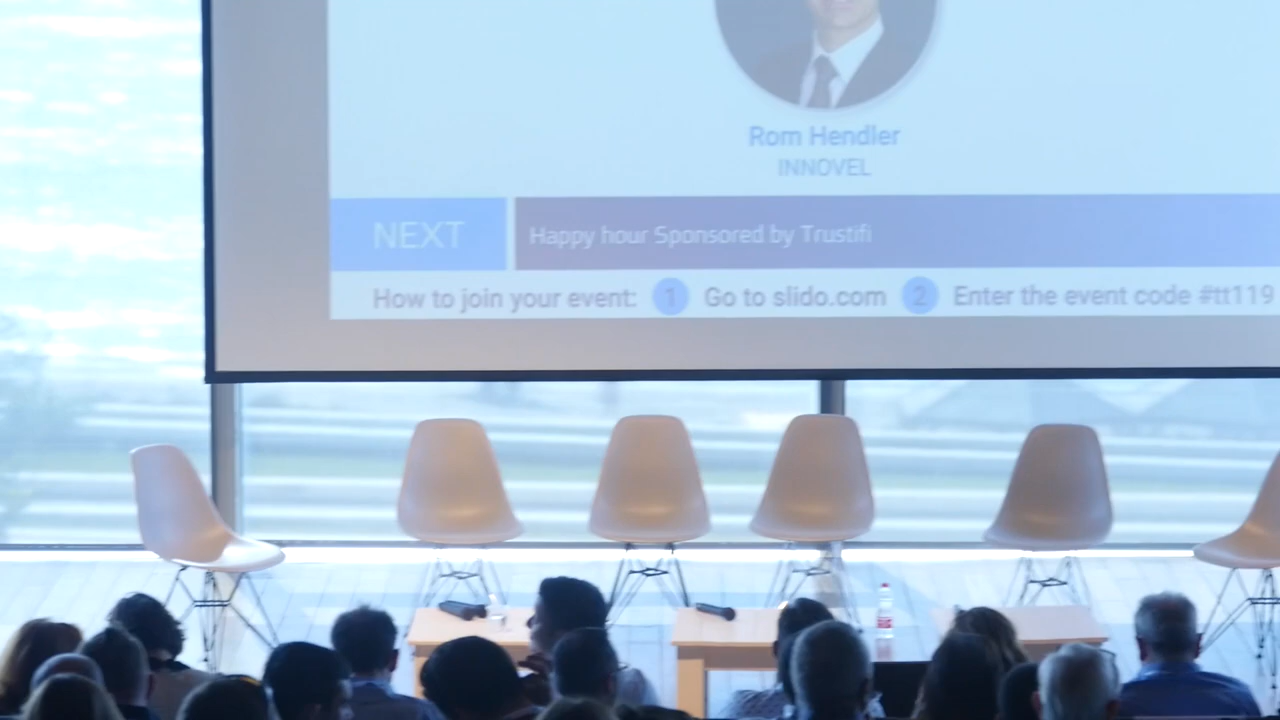 Rom Hendler
INNOVEL
NEXT
Happy hour Sponsored by Trustifi
How to join your event: 1 Go to slido.com 2 Enter the event code #tt119